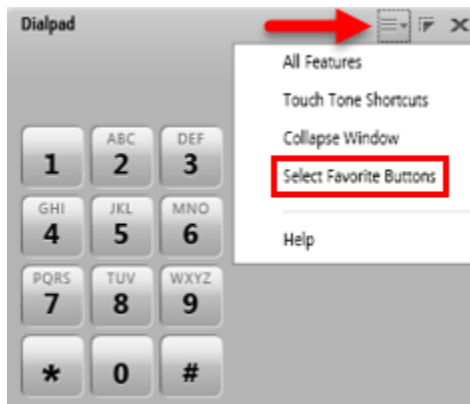 Dialpad
All Features
Touch Tone Shortcuts
Collapse Window
Select Favorite Buttons
Help
1
ABC
2
DEF
3
GHI
4
JKL
5
MNO
6
PQRS
7
TUV
8
WXYZ
9
*
0
#